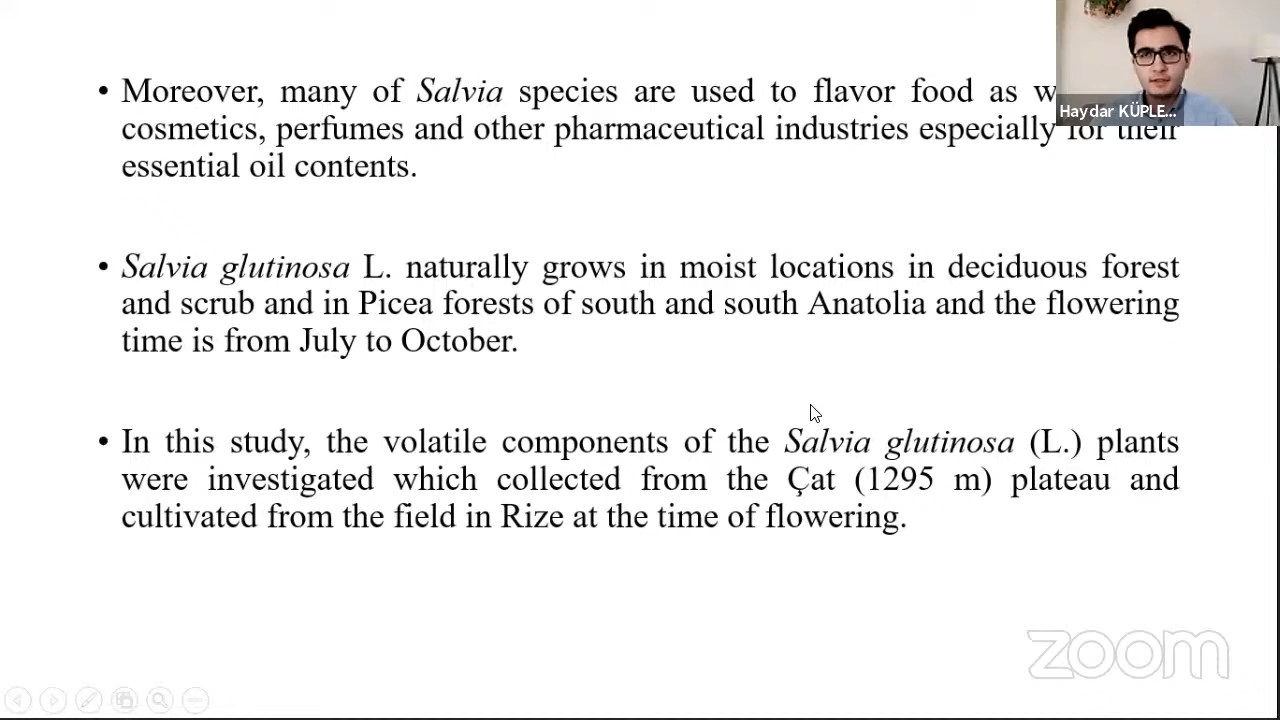 • Moreover, many of Salvia species are used to flavor food as w
cosmetics, perfumes and other pharmaceutical industries especially for their
essential oil contents.
• Salvia glutinosa L. naturally grows in moist locations in deciduous forest
and scrub and in Picea forests of south and south Anatolia and the flowering
time is from July to October.
• In this study, the volatile components of the Salvia glutinosa (L.) plants
were investigated which collected from the Çat (1295 m) plateau and
cultivated from the field in Rize at the time of flowering.
Haydar KÜPLE...
zoom